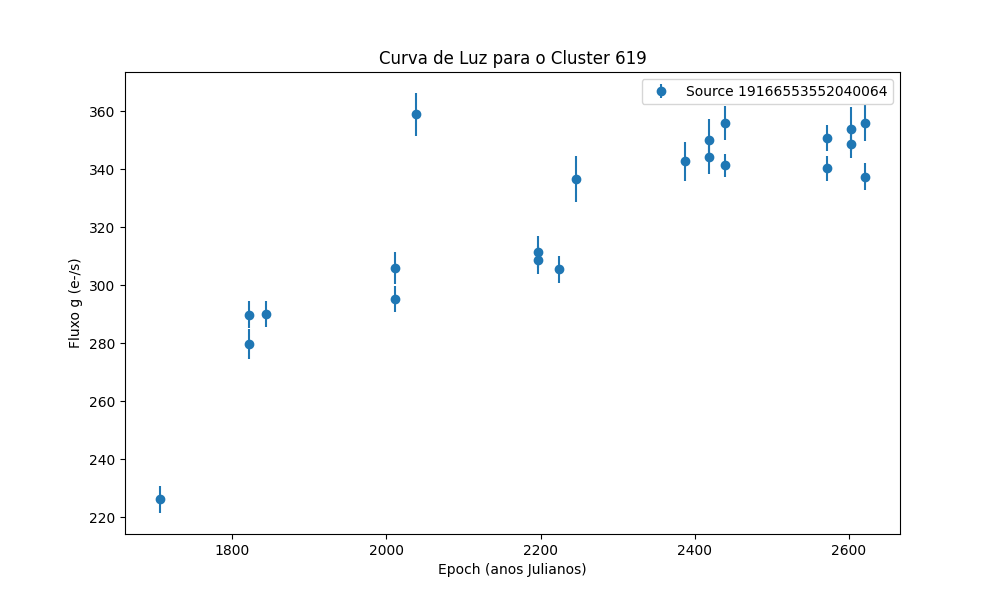 Curva de Luz para o Cluster 619
Source 19166553552040064
360
340
320
300
280
260
240
220
Fluxo g (e-/s)
1800 2000 2200 2400 2600
Epoch (anos Julianos)